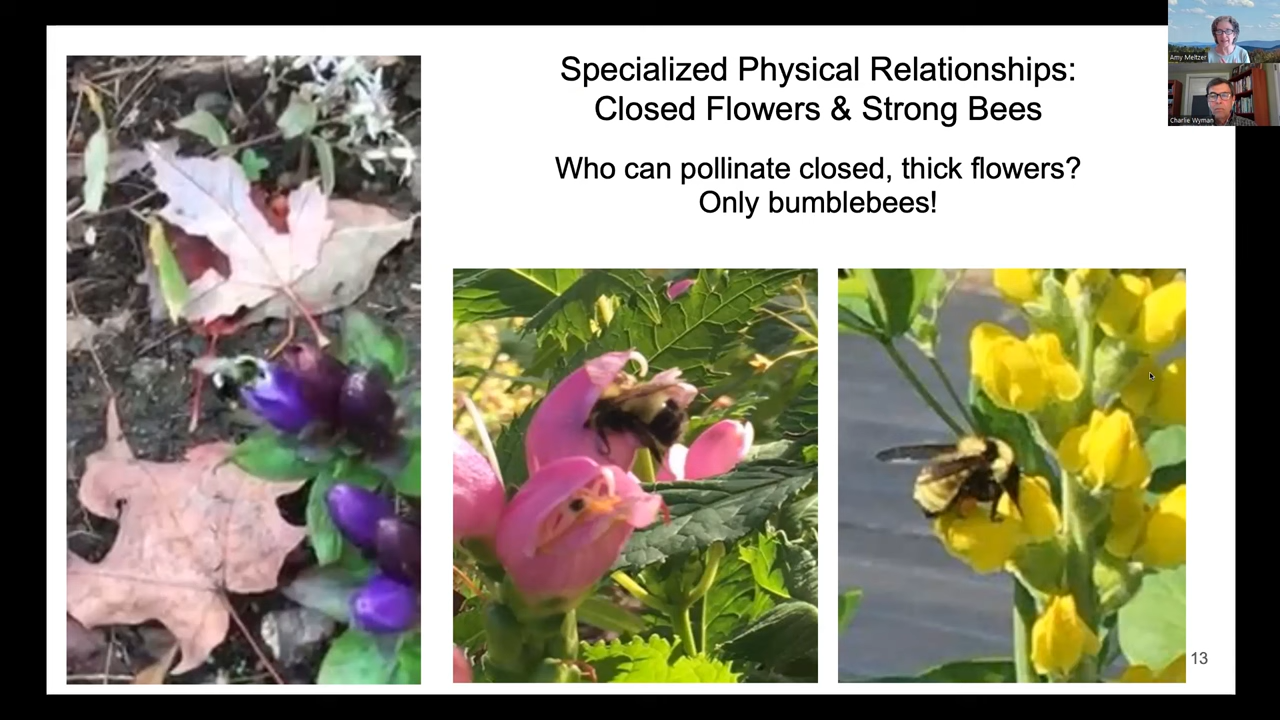 Specialized Physical Relationships:
Closed Flowers & Strong Bees
Who can pollinate closed, thick flowers?
Only bumblebees!
13
Amy Meltzer
Charlie Wyman